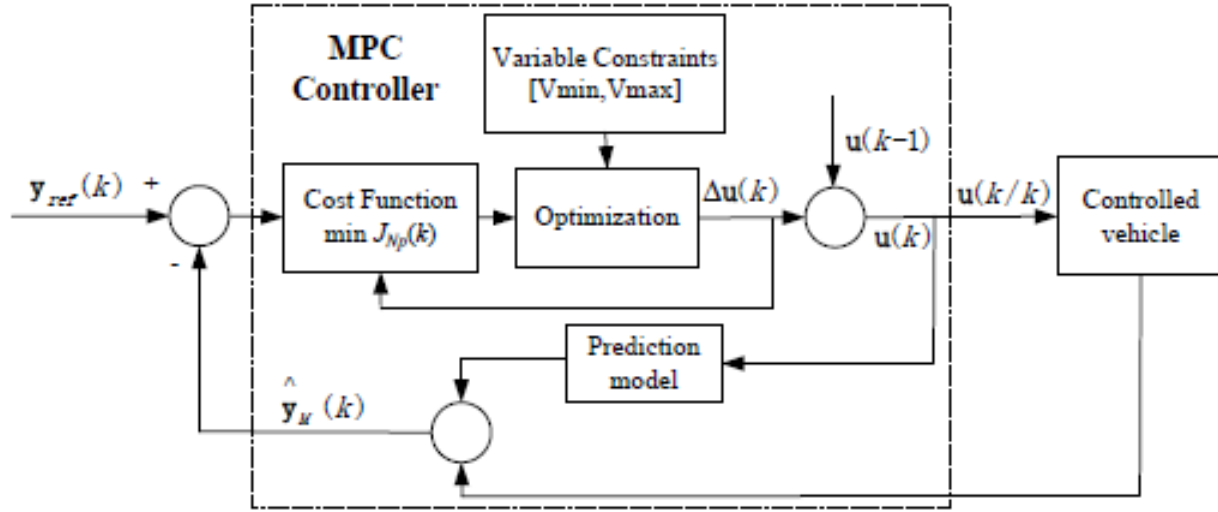 MPC
Controller
Variable Constraints
[Vmin,Vmax]
u(k−1)
y_ref(k)
+
-
Cost Function
min J_Np(k)
Optimization
Δu(k)
u(k)
u(k/k)
Controlled
vehicle
Prediction
model
ŷ_M (k)